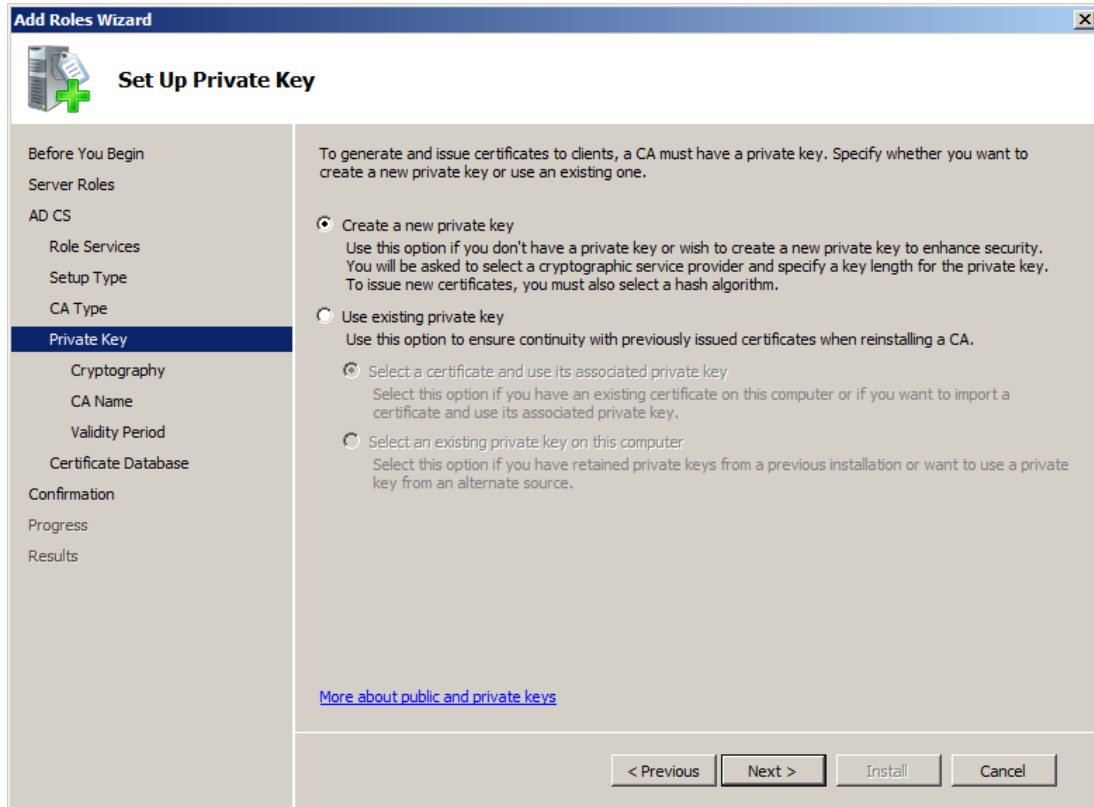 Add Roles Wizard
Set Up Private Key
Before You Begin
Server Roles
AD CS
Role Services
Setup Type
CA Type
Private Key
Cryptography
CA Name
Validity Period
Certificate Database
Confirmation
Progress
Results
To generate and issue certificates to clients, a CA must have a private key. Specify whether you want to
create a new private key or use an existing one.
Create a new private key
Use this option if you don't have a private key or wish to create a new private key to enhance security.
You will be asked to select a cryptographic service provider and specify a key length for the private key.
To issue new certificates, you must also select a hash algorithm.
Use existing private key
Use this option to ensure continuity with previously issued certificates when reinstalling a CA.
Select a certificate and use its associated private key
Select this option if you have an existing certificate on this computer or if you want to import a
certificate and use its associated private key.
Select an existing private key on this computer
Select this option if you have retained private keys from a previous installation or want to use a private
key from an alternate source.
More about public and private keys
< Previous
Next >
Install
Cancel